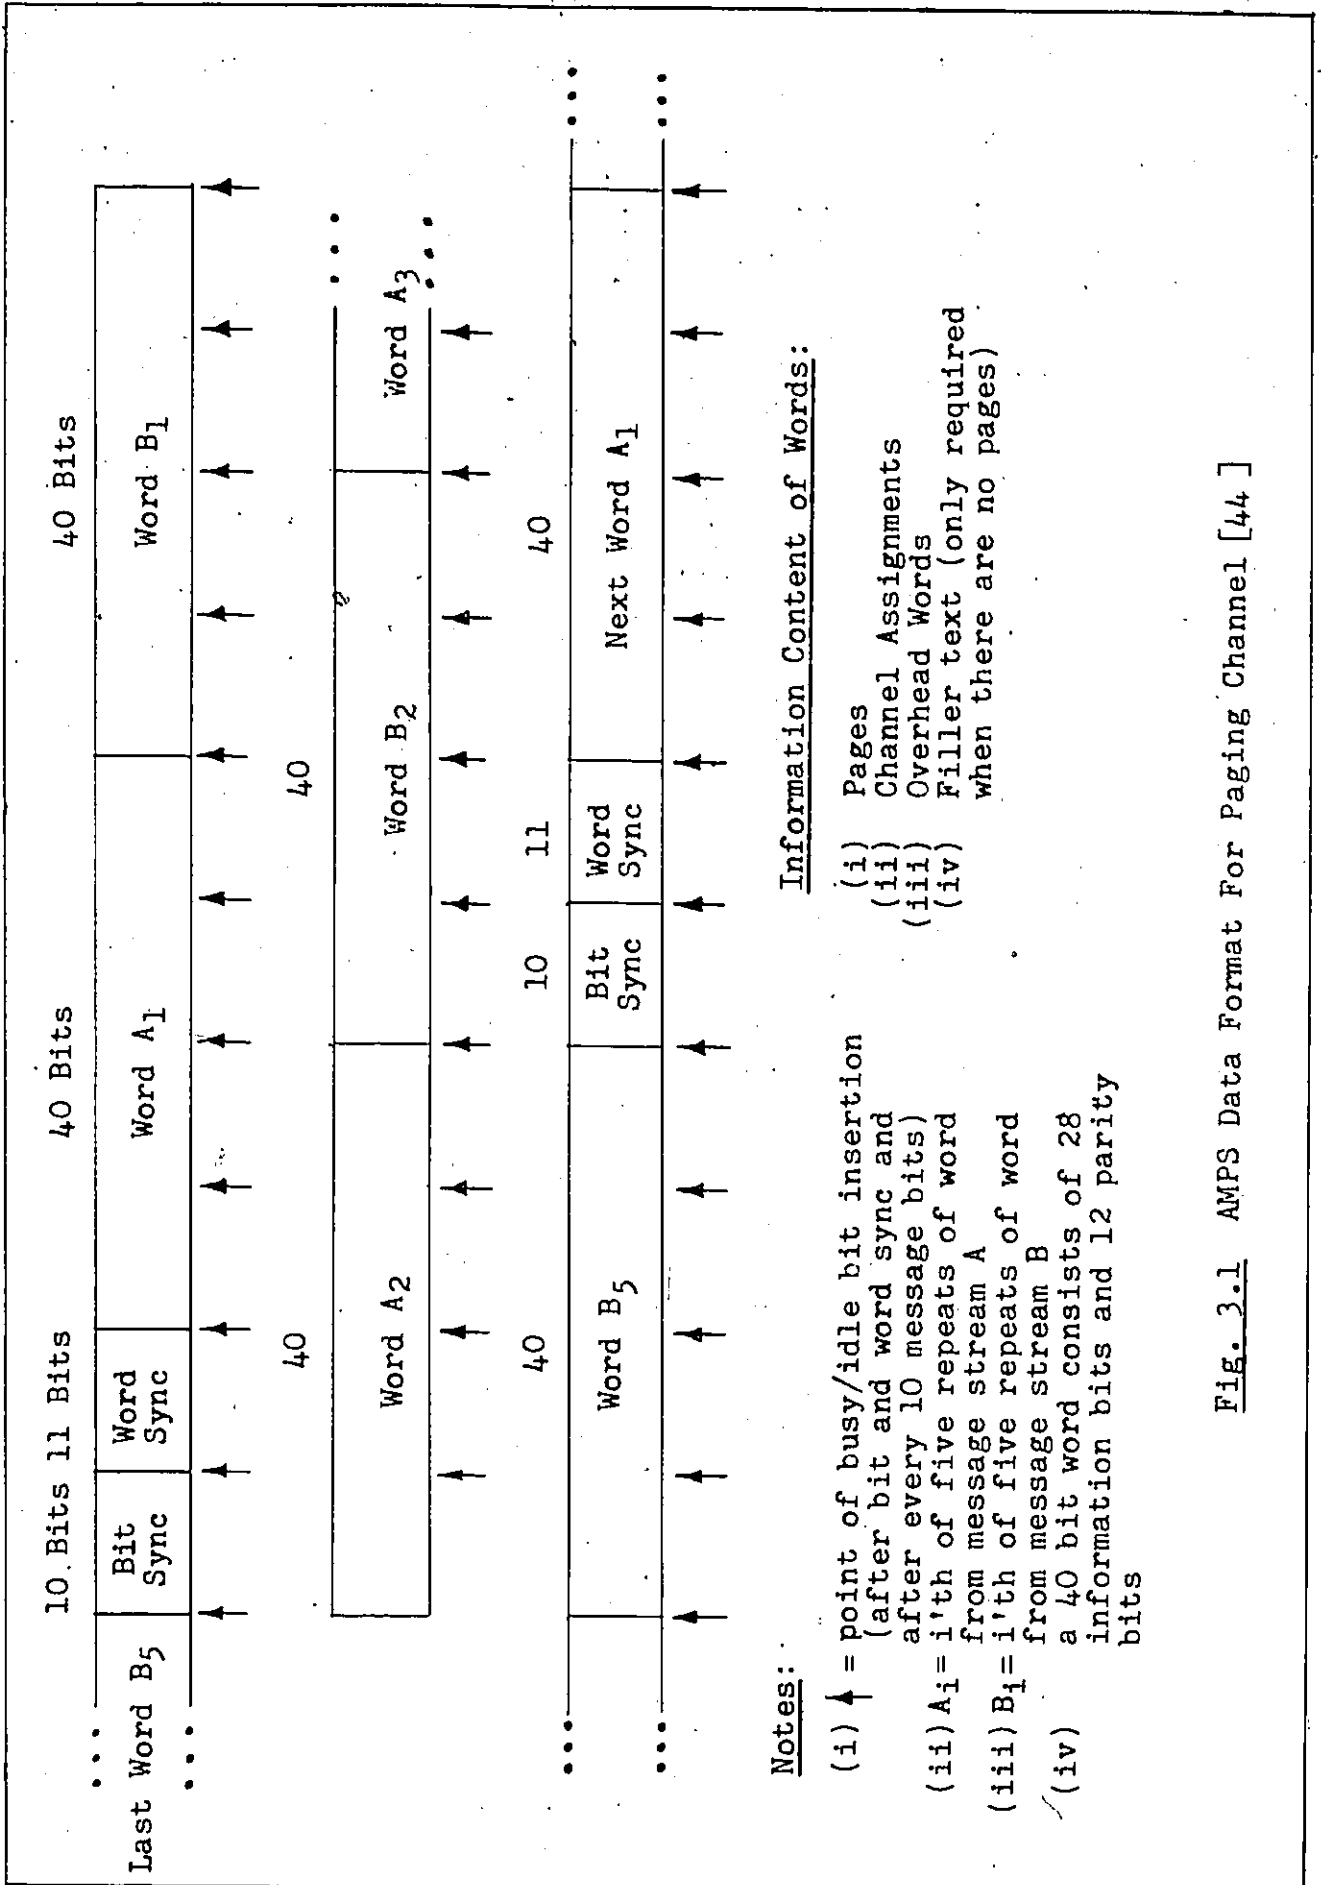 10 Bits 11 Bits 40 Bits 40 Bits
Last Word B5 Bit Sync Word Sync Word A1 Word B1
40 40
Word A2 Word B2 Word A3
40 10 11 40
Word B5 Bit Sync Word Sync Next Word A1
Notes:
(i) ↑ = point of busy/idle bit insertion
(after bit and word sync and
after every 10 message bits)
(ii) Ai = i'th of five repeats of word
from message stream A
(iii) Bi = i'th of five repeats of word
from message stream B
(iv) a 40 bit word consists of 28
information bits and 12 parity
bits
Information Content of Words:
(i) Pages
(ii) Channel Assignments
(iii) Overhead Words
(iv) Filler text (only required
when there are no pages)
Fig. 3.1 AMPS Data Format For Paging Channel [44]